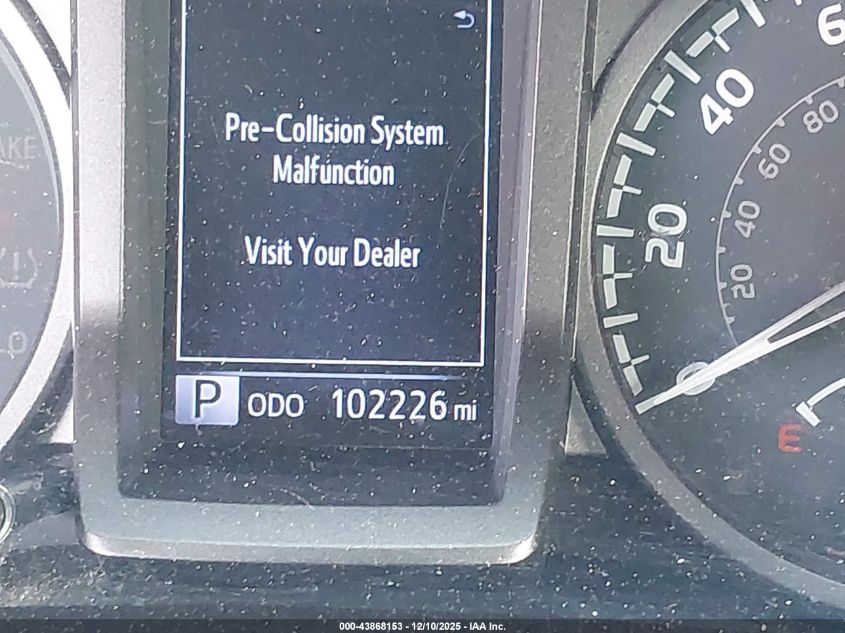 Pre-Collision System
Malfunction
Visit Your Dealer
P ODO 102226 mi
20
40
20
40
60
80
0
E
000-43868153 - 12/10/2025 - IAA Inc.